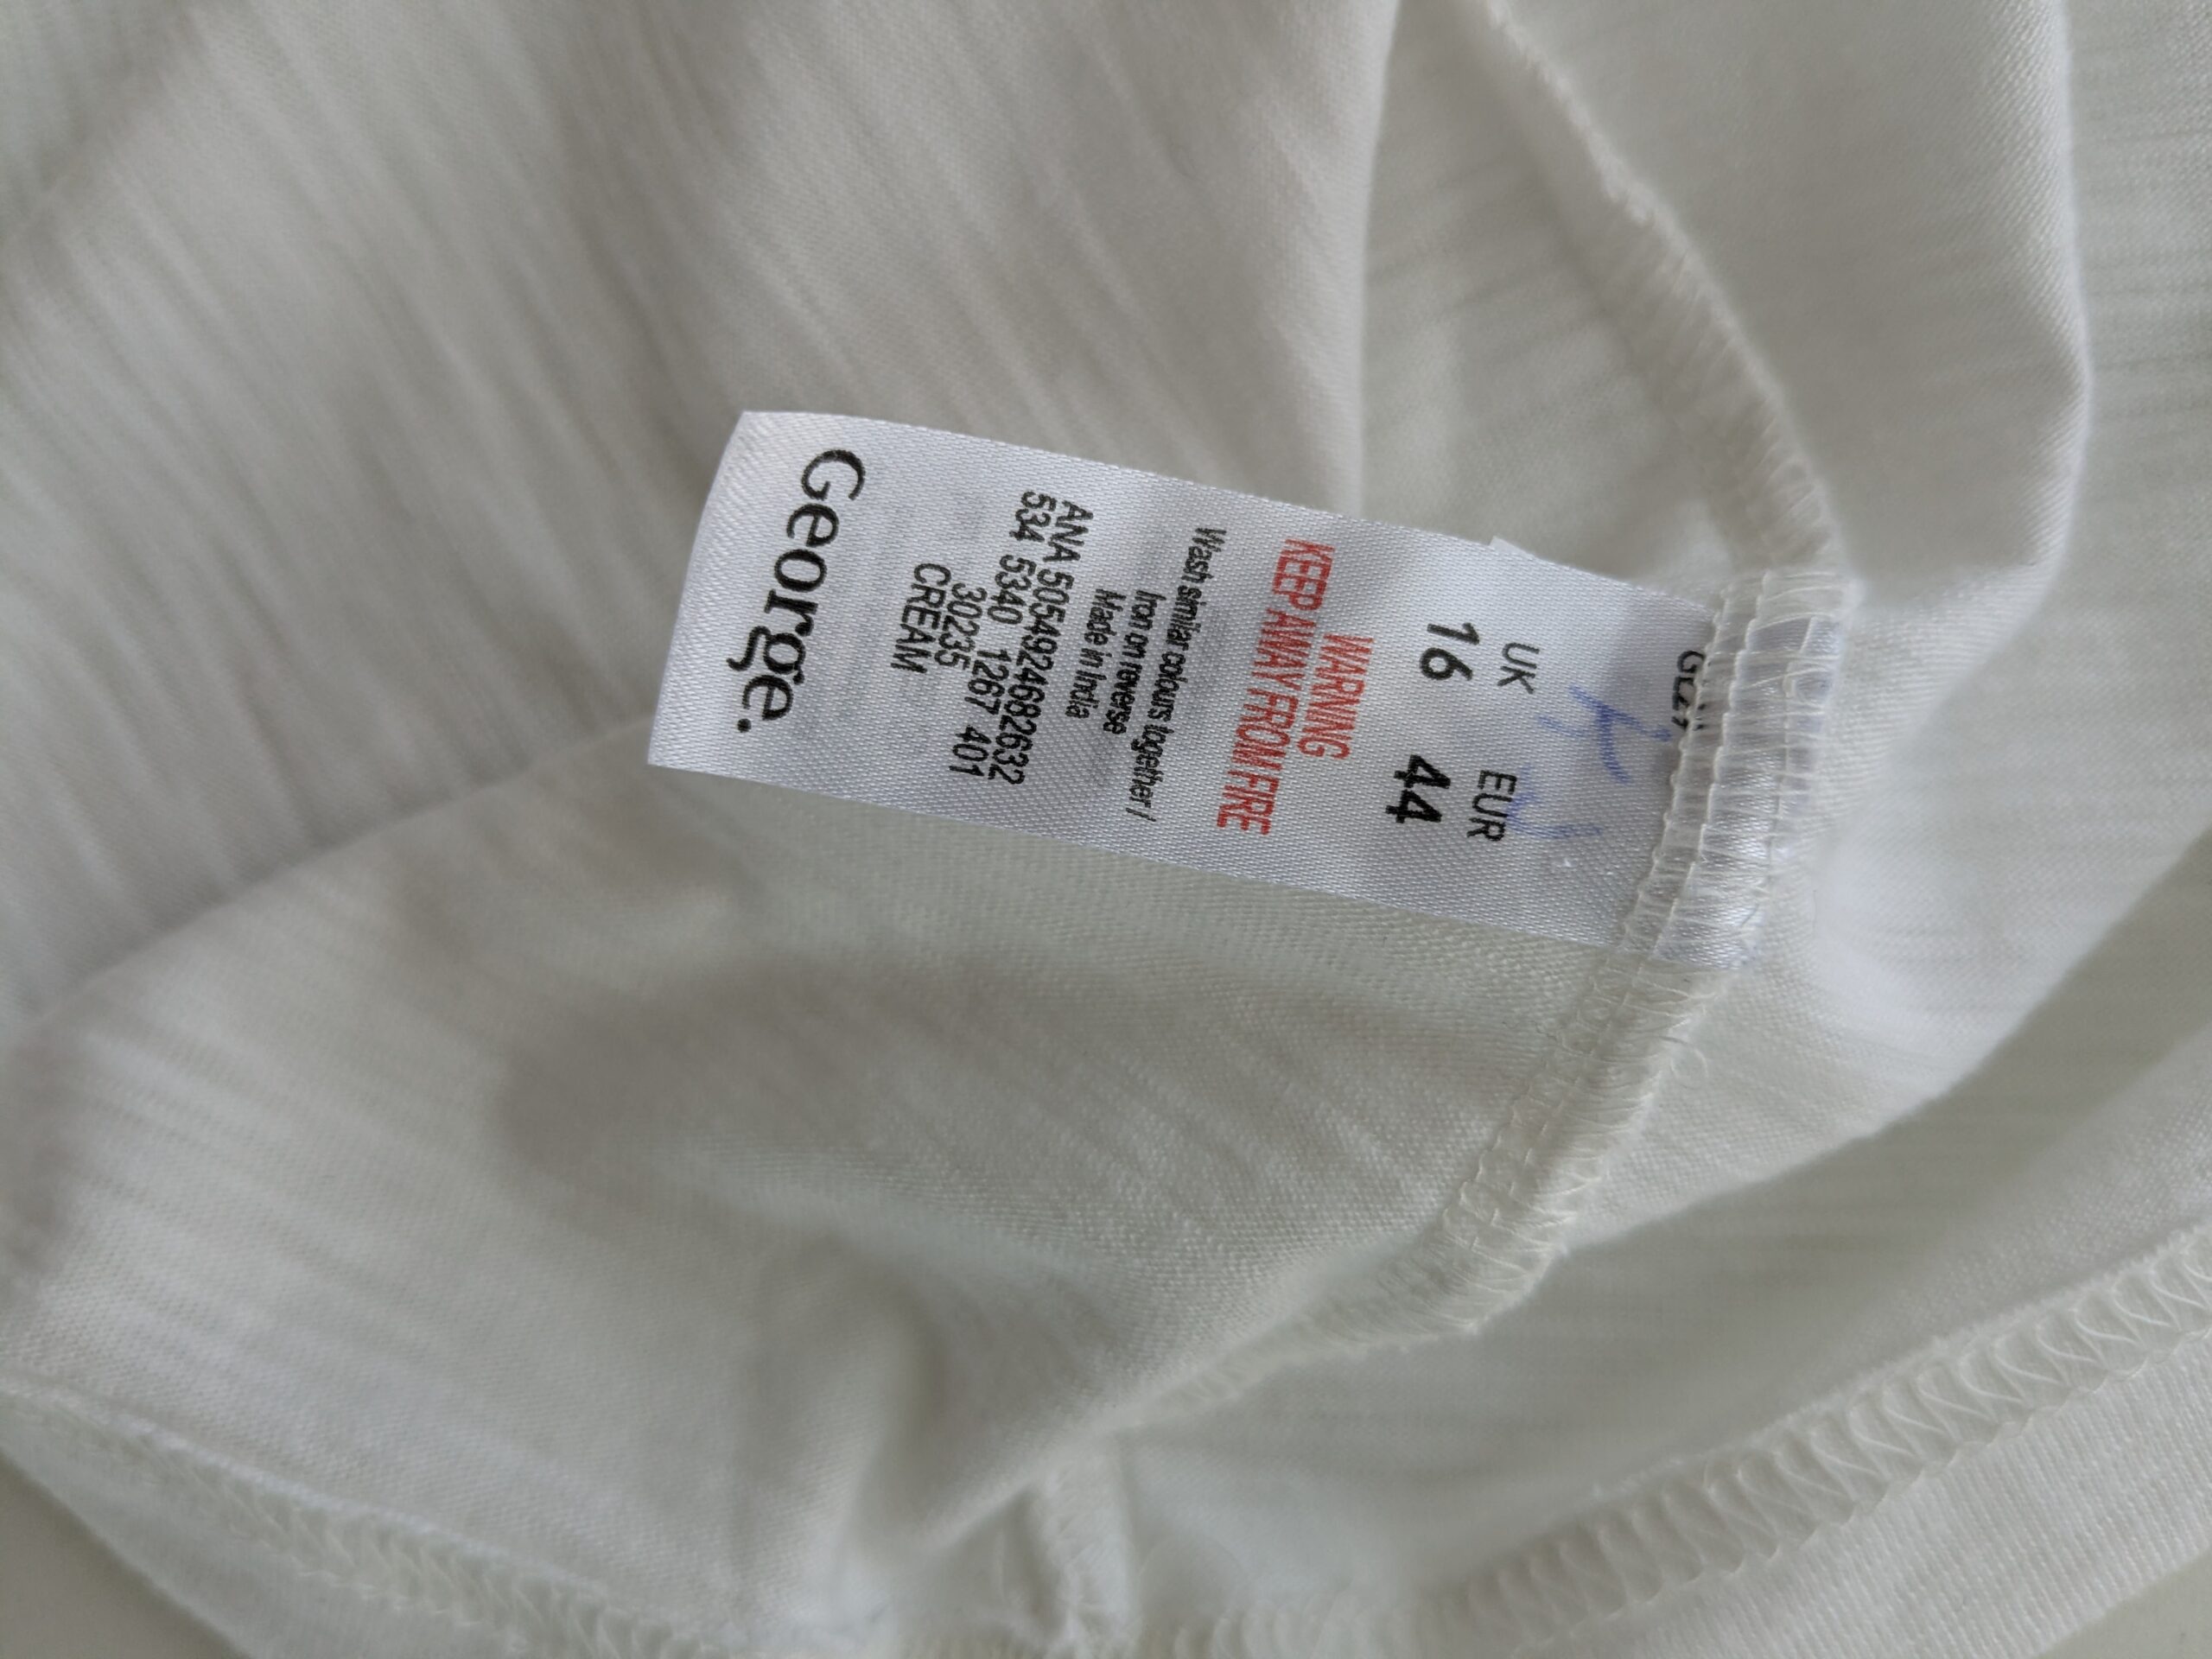 UK EUR
16 44
WARNING
KEEP AWAY FROM FIRE
Wash similar colours together /
Iron on reverse
Made in India
ANA 5054924682632
534 5340 1267 401
30235
CREAM
George.